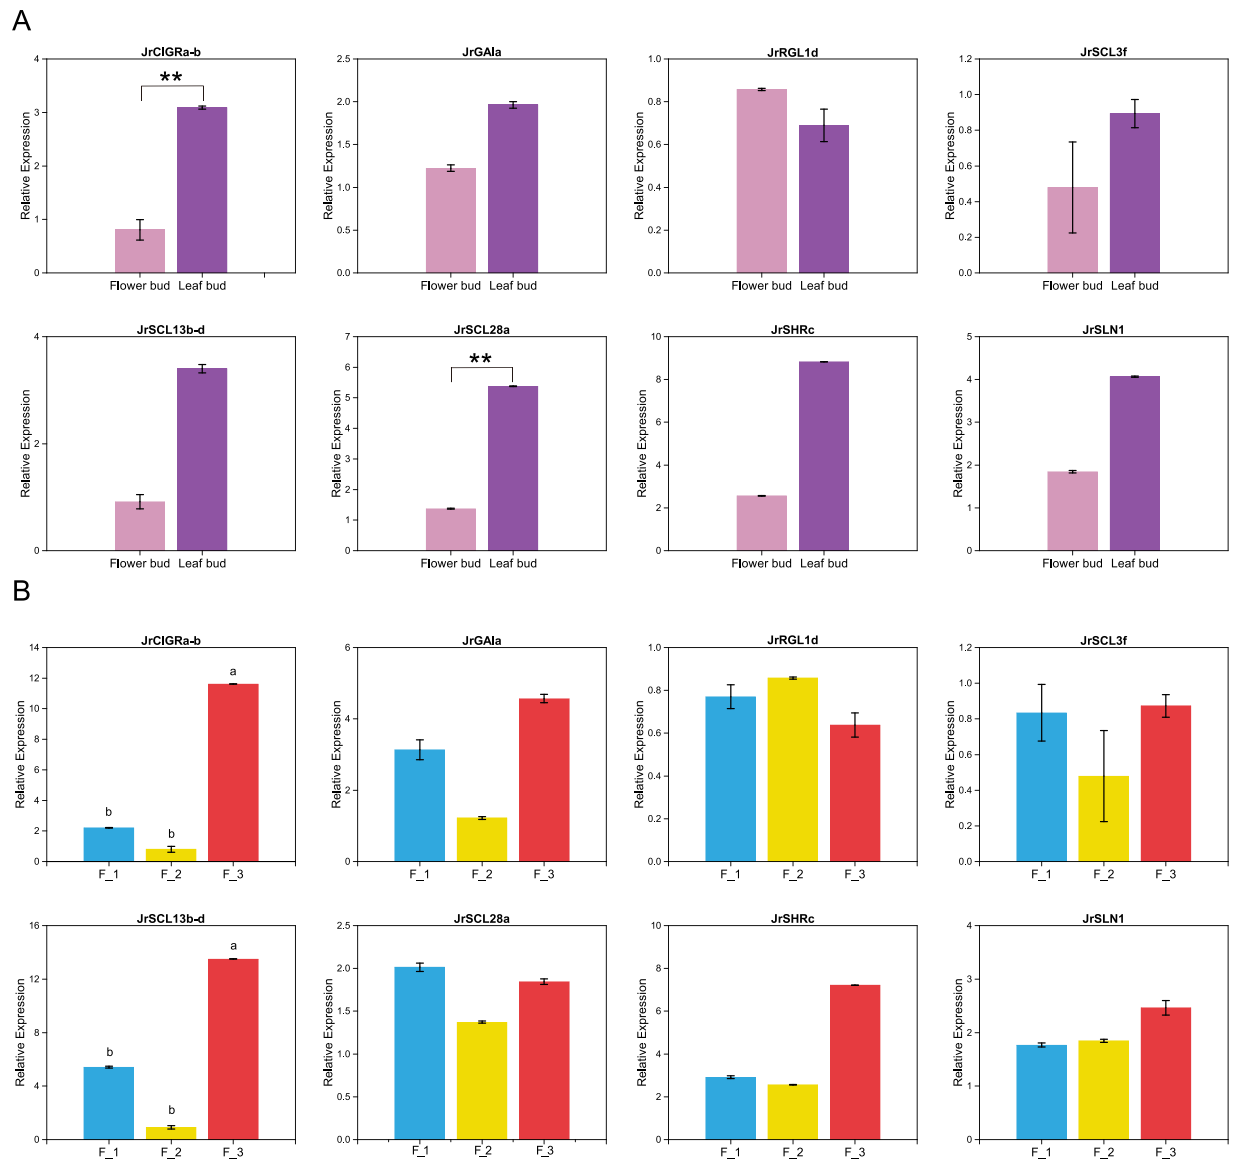 A
JrCIGRa-b
Relative Expression
4
3
2
1
0
**
Flower bud Leaf bud
JrGAIa
Relative Expression
2.5
2.0
1.5
1.0
0.5
0.0
Flower bud Leaf bud
JrRGL1d
Relative Expression
1.0
0.8
0.6
0.4
0.2
0.0
Flower bud Leaf bud
JrSCL3f
Relative Expression
1.2
1.0
0.8
0.6
0.4
0.2
0.0
Flower bud Leaf bud
JrSCL13b-d
Relative Expression
4
2
0
Flower bud Leaf bud
JrSCL28a
Relative Expression
7
6
5
4
3
2
1
0
**
Flower bud Leaf bud
JrSHRc
Relative Expression
10
8
6
4
2
0
Flower bud Leaf bud
JrSLN1
Relative Expression
5
4
3
2
1
0
Flower bud Leaf bud
B
JrCIGRa-b
Relative Expression
14
12
10
8
6
4
2
0
b b a
F_1 F_2 F_3
JrGAIa
Relative Expression
6
4
2
0
F_1 F_2 F_3
JrRGL1d
Relative Expression
1.0
0.8
0.6
0.4
0.2
0.0
F_1 F_2 F_3
JrSCL3f
Relative Expression
1.2
1.0
0.8
0.6
0.4
0.2
0.0
F_1 F_2 F_3
JrSCL13b-d
Relative Expression
16
12
8
4
0
b b a
F_1 F_2 F_3
JrSCL28a
Relative Expression
2.5
2.0
1.5
1.0
0.5
0.0
F_1 F_2 F_3
JrSHRc
Relative Expression
10
8
6
4
2
0
F_1 F_2 F_3
JrSLN1
Relative Expression
4
3
2
1
0
F_1 F_2 F_3